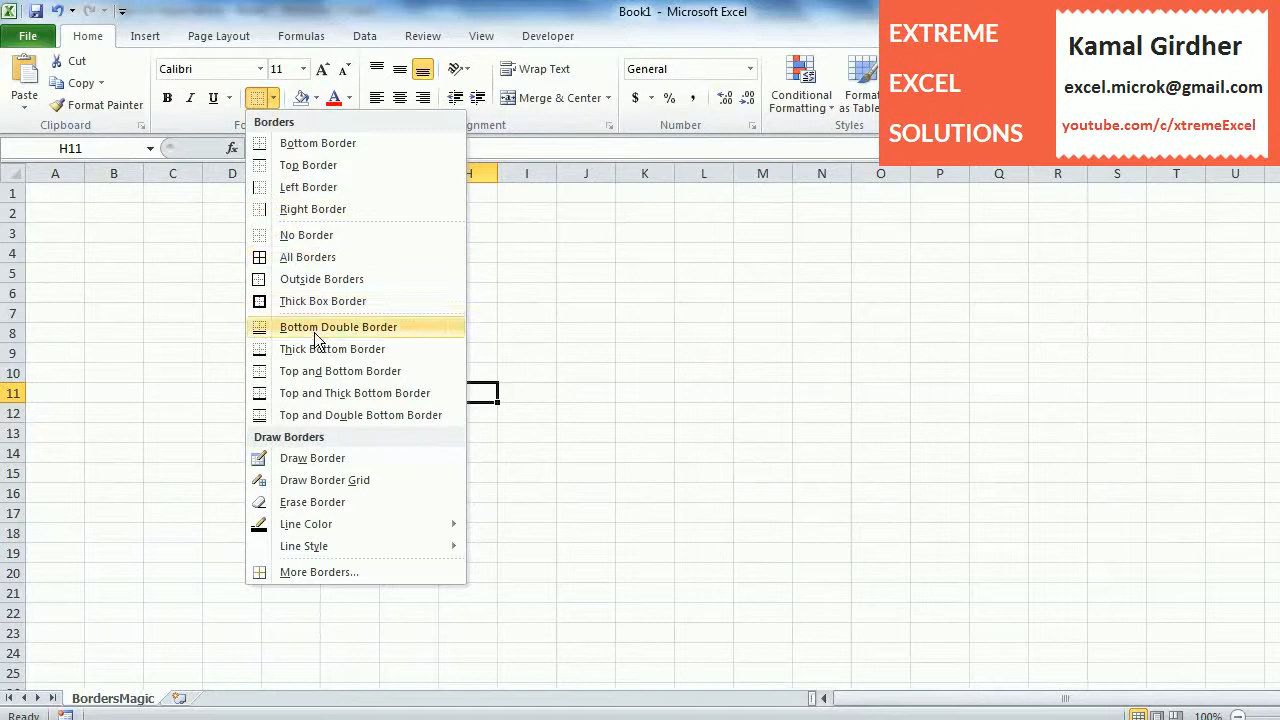 Book1 - Microsoft Excel
File Home Insert Page Layout Formulas Data Review View Developer
Cut
Copy
Format Painter
Paste
Clipboard
Calibri 11
B I U
A A
Wrap Text
Merge & Center
General
$ % ,
Number
Conditional
Formatting
Format
as Table
Styles
EXTREME
EXCEL
SOLUTIONS
Kamal Girdher
excel.microk@gmail.com
youtube.com/c/xtremeExcel
H11
fx
A B C D H I J K L M N O P Q R S T U
1
2
3
4
5
6
7
8
9
10
11
12
13
14
15
16
17
18
19
20
21
22
23
24
25
Borders
Bottom Border
Top Border
Left Border
Right Border
No Border
All Borders
Outside Borders
Thick Box Border
Bottom Double Border
Thick Bottom Border
Top and Bottom Border
Top and Thick Bottom Border
Top and Double Bottom Border
Draw Borders
Draw Border
Draw Border Grid
Erase Border
Line Color
Line Style
More Borders...
BordersMagic
Ready
100%